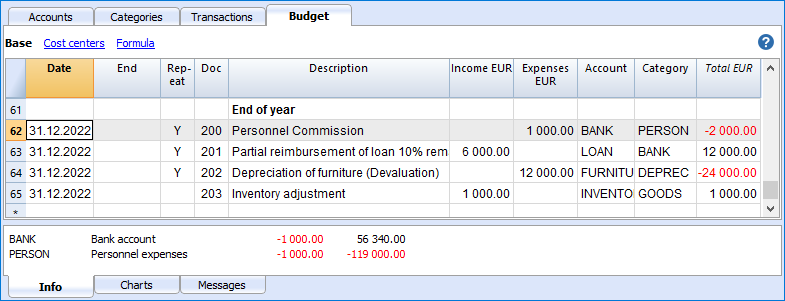 Accounts Categories Transactions Budget
Base Cost centers Formula ?
Date End Rep-eat Doc Description Income EUR Expenses EUR Account Category Total EUR
61 End of year
62 31.12.2022 Y 200 Personnel Commission 1 000.00 BANK PERSON -2 000.00
63 31.12.2022 Y 201 Partial reimbursement of loan 10% rem 6 000.00 LOAN BANK 12 000.00
64 31.12.2022 Y 202 Depreciation of furniture (Devaluation) 12 000.00 FURNITU DEPREC -24 000.00
65 31.12.2022 203 Inventory adjustment 1 000.00 INVENTO GOODS 1 000.00
*
BANK Bank account -1 000.00 56 340.00
PERSON Personnel expenses -1 000.00 -119 000.00
Info Charts Messages